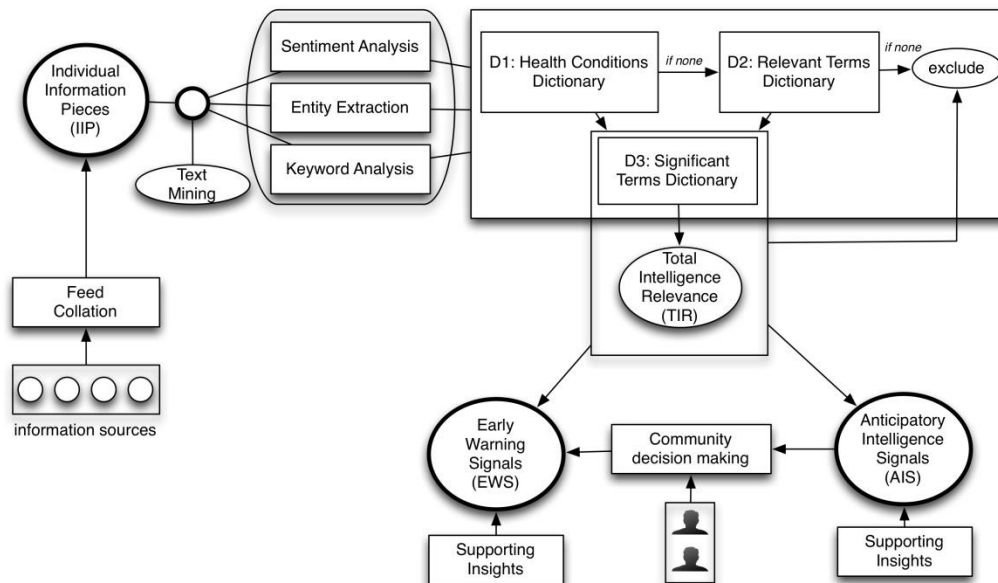 Individual
Information
Pieces
(IIP)
Text
Mining
Feed
Collation
information sources
Sentiment Analysis
Entity Extraction
Keyword Analysis
D1: Health Conditions
Dictionary
if none
D2: Relevant Terms
Dictionary
if none
exclude
D3: Significant
Terms Dictionary
Total
Intelligence
Relevance
(TIR)
Early
Warning
Signals
(EWS)
Community
decision making
Anticipatory
Intelligence
Signals
(AIS)
Supporting
Insights
Supporting
Insights